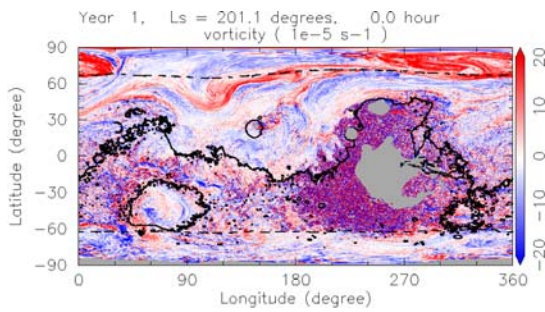 Year 1, Ls = 201.1 degrees, 0.0 hour
vorticity ( 1e-5 s-1 )
90
60
30
0
-30
-60
-90
Latitude (degree)
0 90 180 270 360
Longitude (degree)
20
10
0
-10
-20